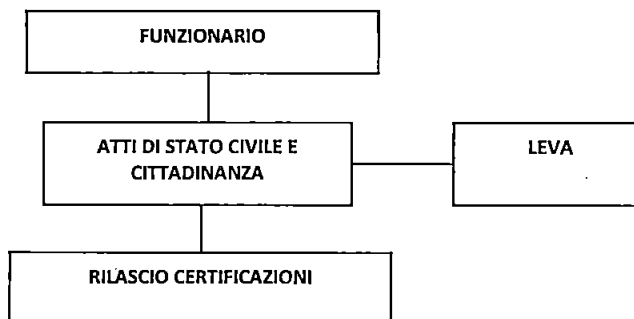 FUNZIONARIO
ATTI DI STATO CIVILE E
CITTADINANZA
LEVA
RILASCIO CERTIFICAZIONI